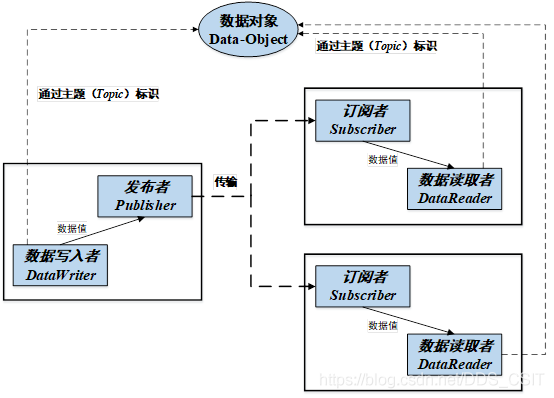 数据对象
Data-Object
通过主题（Topic）标识
通过主题（Topic）标识
订阅者
Subscriber
数据值
数据读取者
DataReader
发布者
Publisher
传输
数据值
数据写入者
DataWriter
订阅者
Subscriber
数据值
数据读取者
DataReader
https://blog.csdn.net/DDS_CSIT